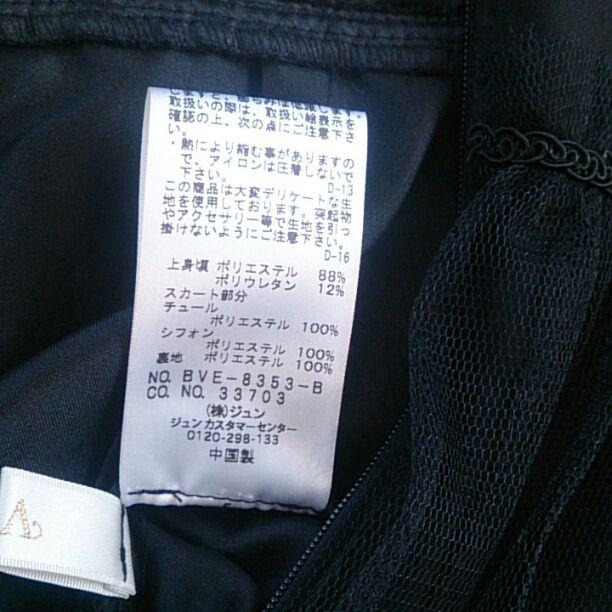 取扱いの際は、取扱い絵表示を
確認の上、次の点にご注意下さ
い。
・熱により縮む事がありますの
で、アイロンは圧着しないで
下さい。
D-13
この商品は大変デリケートな生
地を使用しております。突起物
やアクセサリー等で生地を引っ
掛けないようにご注意下さい。
D-16
上身頃 ポリエステル 88%
ポリウレタン 12%
スカート部分
チュール
ポリエステル 100%
シフォン
ポリエステル 100%
裏地 ポリエステル 100%
NO. BVE-8353-B
CO. NO. 33703
(株)ジュン
ジュンカスタマーセンター
0120-298-133
中国製
A